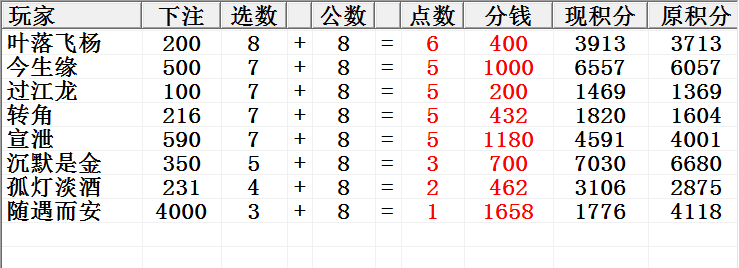 玩家 下注 选数 公数 点数 分钱 现积分 原积分
叶落飞杨 200 8 + 8 = 6 400 3913 3713
今生缘 500 7 + 8 = 5 1000 6557 6057
过江龙 100 7 + 8 = 5 200 1469 1369
转角 216 7 + 8 = 5 432 1820 1604
宣泄 590 7 + 8 = 5 1180 4591 4001
沉默是金 350 5 + 8 = 3 700 7030 6680
孤灯淡酒 231 4 + 8 = 2 462 3106 2875
随遇而安 4000 3 + 8 = 1 1658 1776 4118